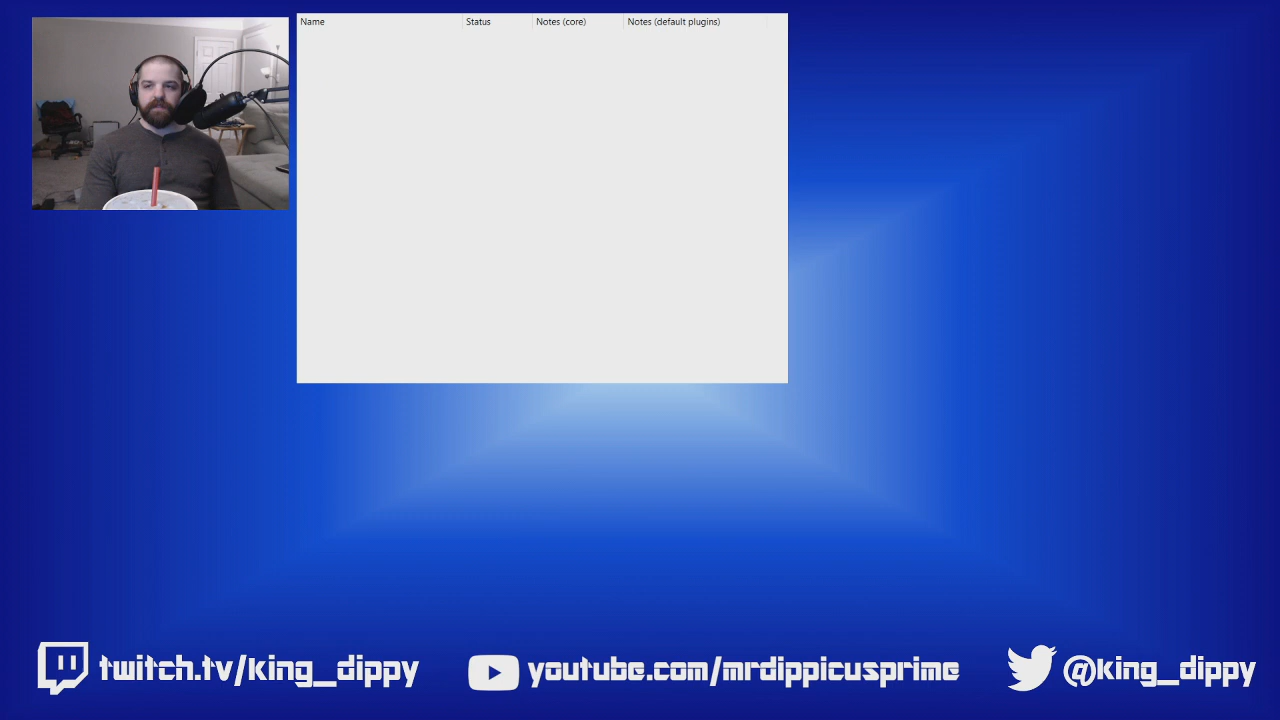 Name Status Notes (core) Notes (default plugins)
twitch.tv/king_dippy youtube.com/mrdippicusprime @king_dippy